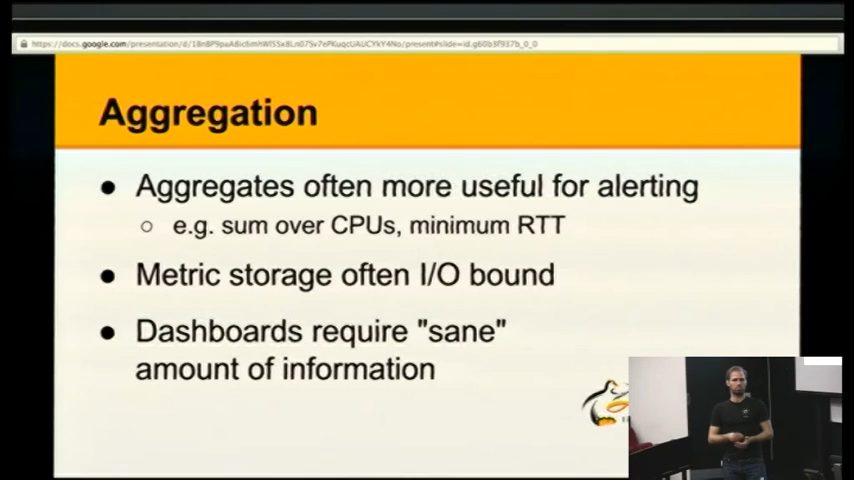 Aggregation
● Aggregates often more useful for alerting
○ e.g. sum over CPUs, minimum RTT
● Metric storage often I/O bound
● Dashboards require "sane"
amount of information